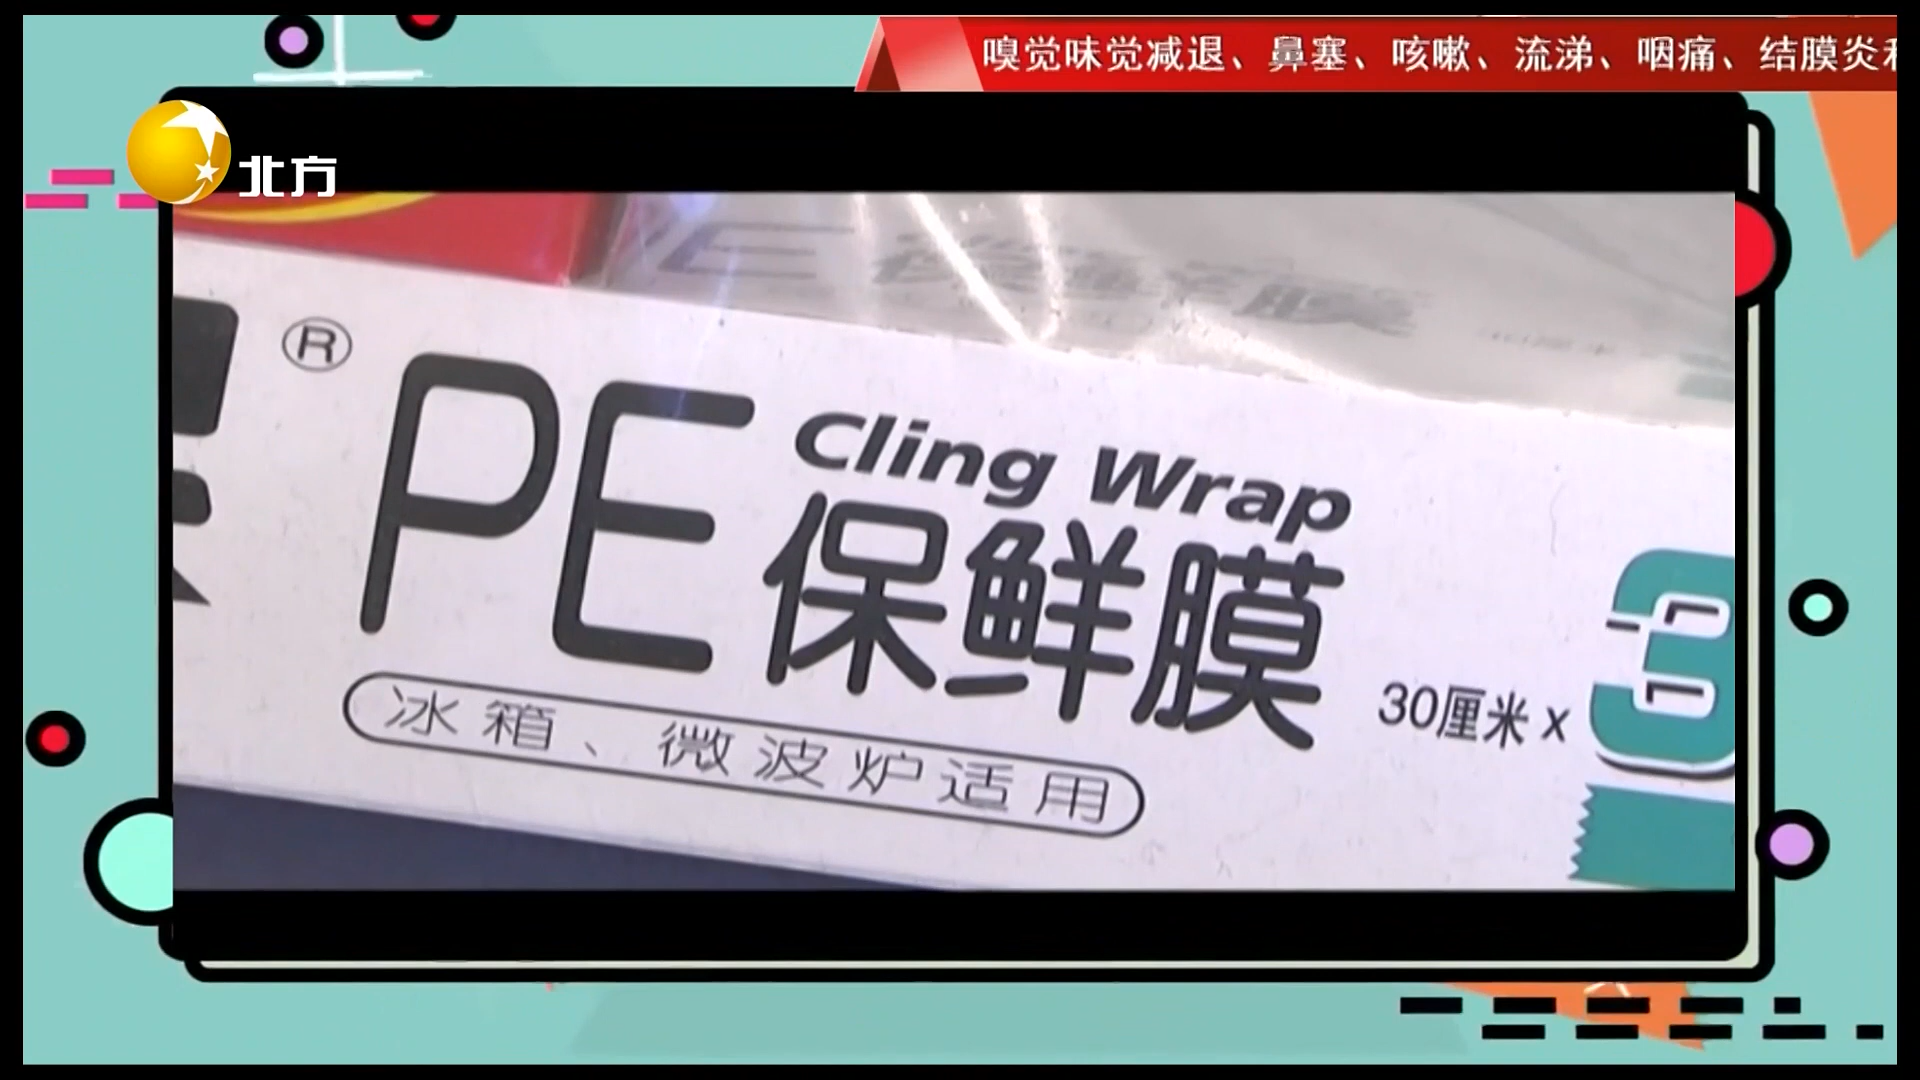 嗅觉味觉减退、鼻塞、咳嗽、流涕、咽痛、结膜炎
北方
®
PE
Cling Wrap
保鲜膜
30厘米 x 3
冰箱、微波炉适用